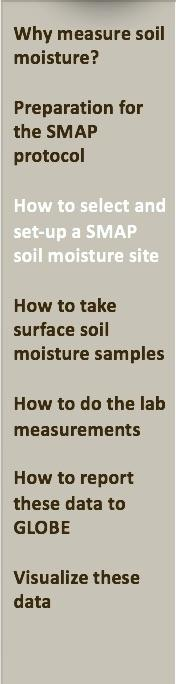 Why measure soil
moisture?
Preparation for
the SMAP
protocol
How to select and
set-up a SMAP
soil moisture site
How to take
surface soil
moisture samples
How to do the lab
measurements
How to report
these data to
GLOBE
Visualize these
data